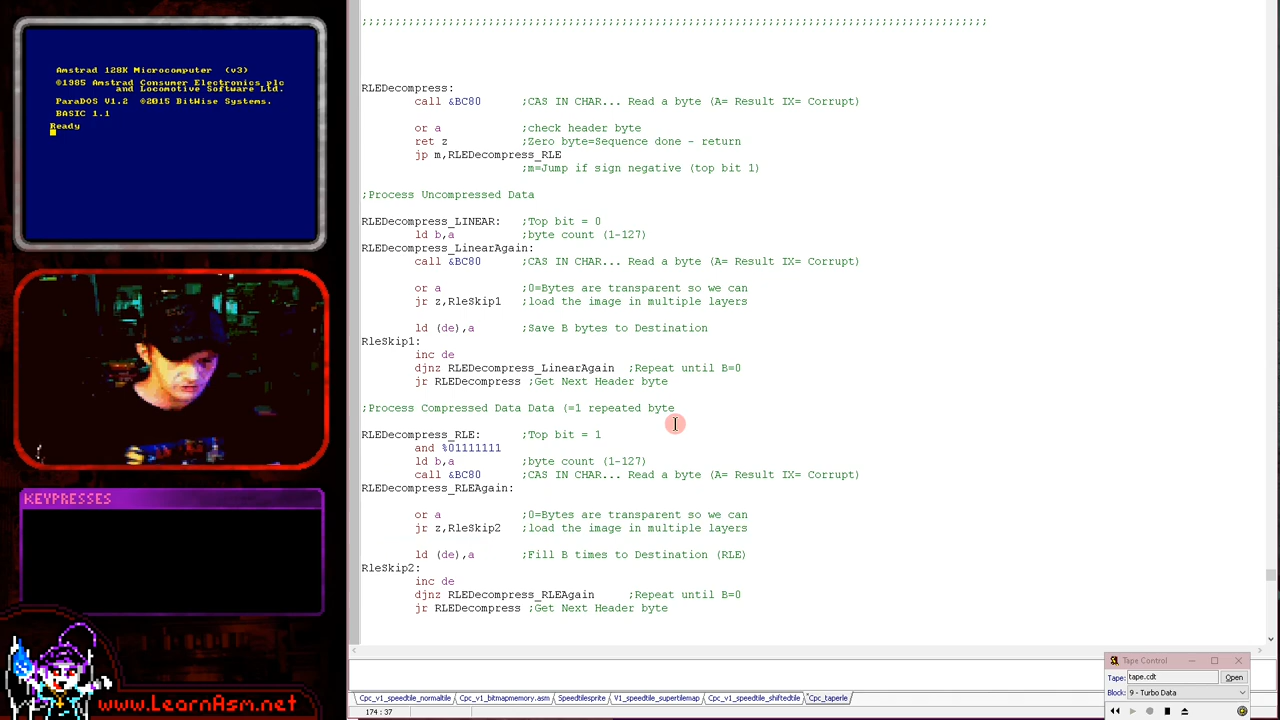 Amstrad 128K Microcomputer  (v3)
©1985 Amstrad Consumer Electronics plc
and Locomotive Software Ltd.
ParaDOS V1.2  ©2015 BitWise Systems.
BASIC 1.1
Ready
KEYPRESSES
www.LearnAsm.net
;;;;;;;;;;;;;;;;;;;;;;;;;;;;;;;;;;;;;;;;;;;;;;;;;;;;;;;;;;;;;;;;;;;;;;;;;;;;;;;;;;;;;;;;;;;;;;
RLEDecompress:
call &BC80 ;CAS IN CHAR... Read a byte (A= Result IX= Corrupt)
or a ;check header byte
ret z ;Zero byte=Sequence done - return
jp m,RLEDecompress_RLE
;m=Jump if sign negative (top bit 1)
;Process Uncompressed Data
RLEDecompress_LINEAR: ;Top bit = 0
ld b,a ;byte count (1-127)
RLEDecompress_LinearAgain:
call &BC80 ;CAS IN CHAR... Read a byte (A= Result IX= Corrupt)
or a ;0=Bytes are transparent so we can
jr z,RleSkip1 ;load the image in multiple layers
ld (de),a ;Save B bytes to Destination
RleSkip1:
inc de
djnz RLEDecompress_LinearAgain ;Repeat until B=0
jr RLEDecompress ;Get Next Header byte
;Process Compressed Data Data (=1 repeated byte
RLEDecompress_RLE: ;Top bit = 1
and %01111111
ld b,a ;byte count (1-127)
call &BC80 ;CAS IN CHAR... Read a byte (A= Result IX= Corrupt)
RLEDecompress_RLEAgain:
or a ;0=Bytes are transparent so we can
jr z,RleSkip2 ;load the image in multiple layers
ld (de),a ;Fill B times to Destination (RLE)
RleSkip2:
inc de
djnz RLEDecompress_RLEAgain ;Repeat until B=0
jr RLEDecompress ;Get Next Header byte
Cpc_v1_speedtile_normaltile Cpc_v1_bitmapmemory.asm Speedtilesprite V1_speedtile_supertilemap Cpc_v1_speedtile_shiftedtile Cpc_taperle
174 : 37
Tape Control
Tape: tape.cdt Open
Block: 9 - Turbo Data